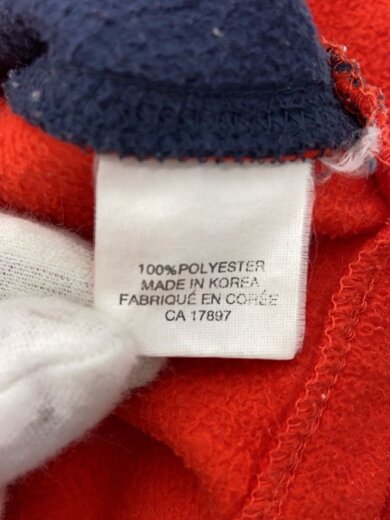 100% POLYESTER
MADE IN KOREA
FABRIQUÉ EN CORÉE
CA 17897